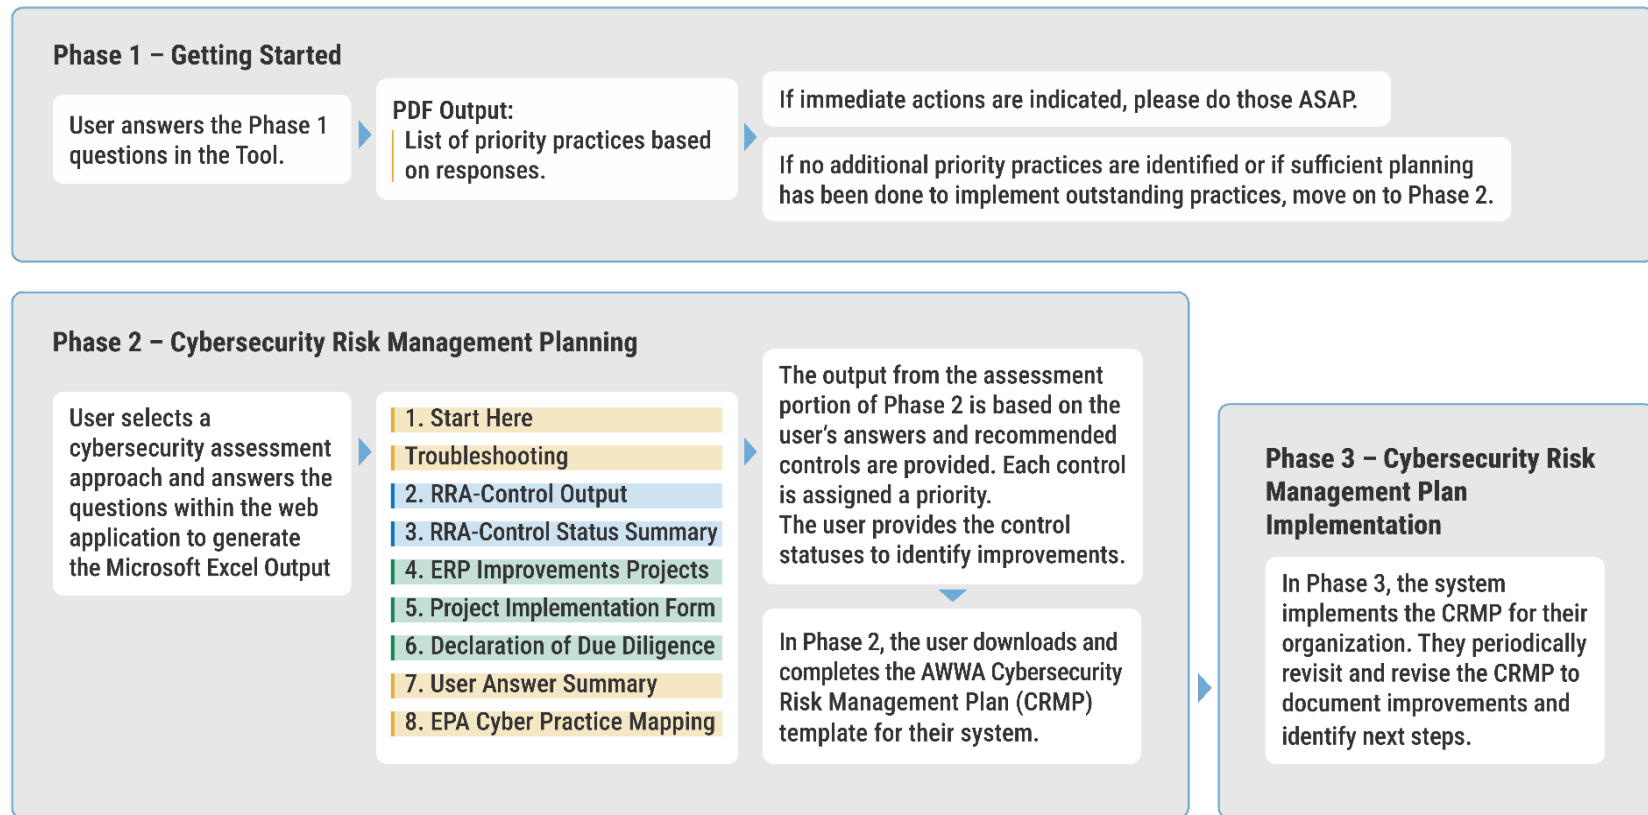 Phase 1 – Getting Started
User answers the Phase 1
questions in the Tool.
PDF Output:
List of priority practices based
on responses.
If immediate actions are indicated, please do those ASAP.
If no additional priority practices are identified or if sufficient planning
has been done to implement outstanding practices, move on to Phase 2.
Phase 2 – Cybersecurity Risk Management Planning
User selects a
cybersecurity assessment
approach and answers the
questions within the web
application to generate
the Microsoft Excel Output
1. Start Here
Troubleshooting
2. RRA-Control Output
3. RRA-Control Status Summary
4. ERP Improvements Projects
5. Project Implementation Form
6. Declaration of Due Diligence
7. User Answer Summary
8. EPA Cyber Practice Mapping
The output from the assessment
portion of Phase 2 is based on the
user’s answers and recommended
controls are provided. Each control
is assigned a priority.
The user provides the control
statuses to identify improvements.
In Phase 2, the user downloads and
completes the AWWA Cybersecurity
Risk Management Plan (CRMP)
template for their system.
Phase 3 – Cybersecurity Risk
Management Plan
Implementation
In Phase 3, the system
implements the CRMP for their
organization. They periodically
revisit and revise the CRMP to
document improvements and
identify next steps.